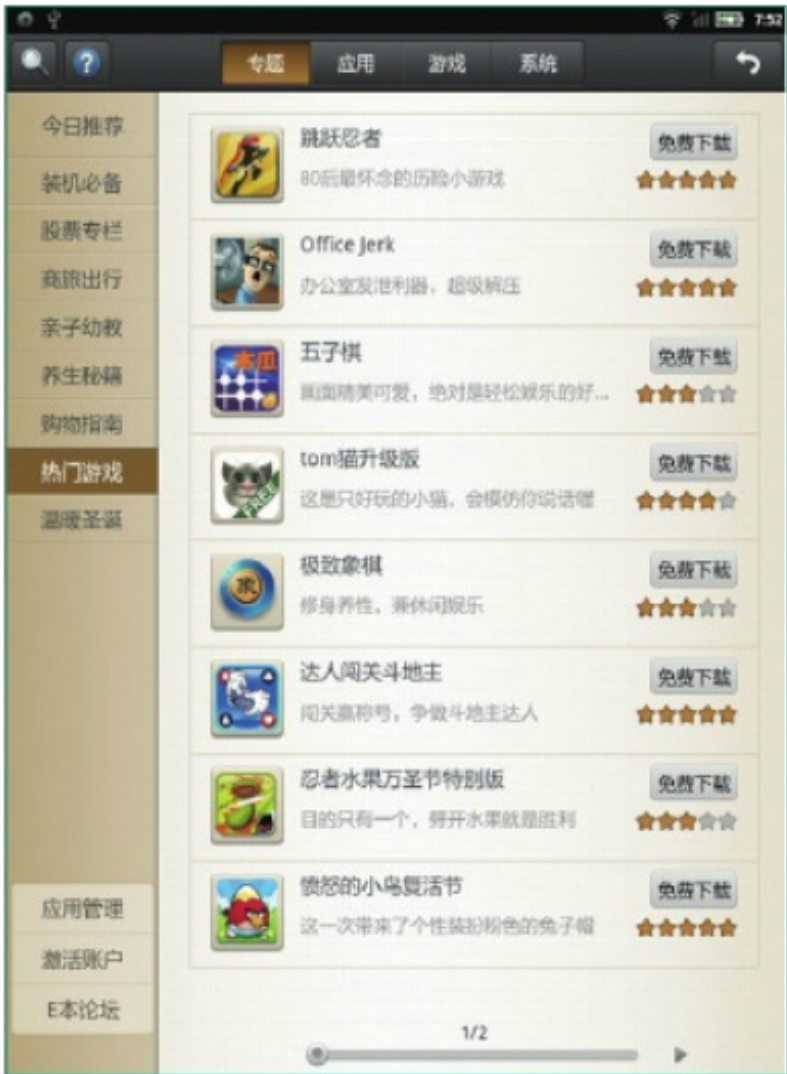 7:52
专题 应用 游戏 系统
今日推荐
装机必备
股票专栏
商旅出行
亲子幼教
养生秘籍
购物指南
热门游戏
温暖圣诞
应用管理
激活账户
E本论坛
跳跃忍者
免费下载
80后最怀念的历险小游戏
Office Jerk
免费下载
办公室发泄利器，超级解压
木瓜
五子棋
免费下载
画面精美可爱，绝对是轻松娱乐的好...
FREE
tom猫升级版
免费下载
这是只好玩的小猫，会模仿你说话喔
极致象棋
免费下载
修身养性，兼休闲娱乐
达人闯关斗地主
免费下载
闯关赢称号，争做斗地主达人
忍者水果万圣节特别版
免费下载
目的只有一个，劈开水果就是胜利
愤怒的小鸟复活节
免费下载
这一次带来了个性装扮粉色的兔子帽
1/2